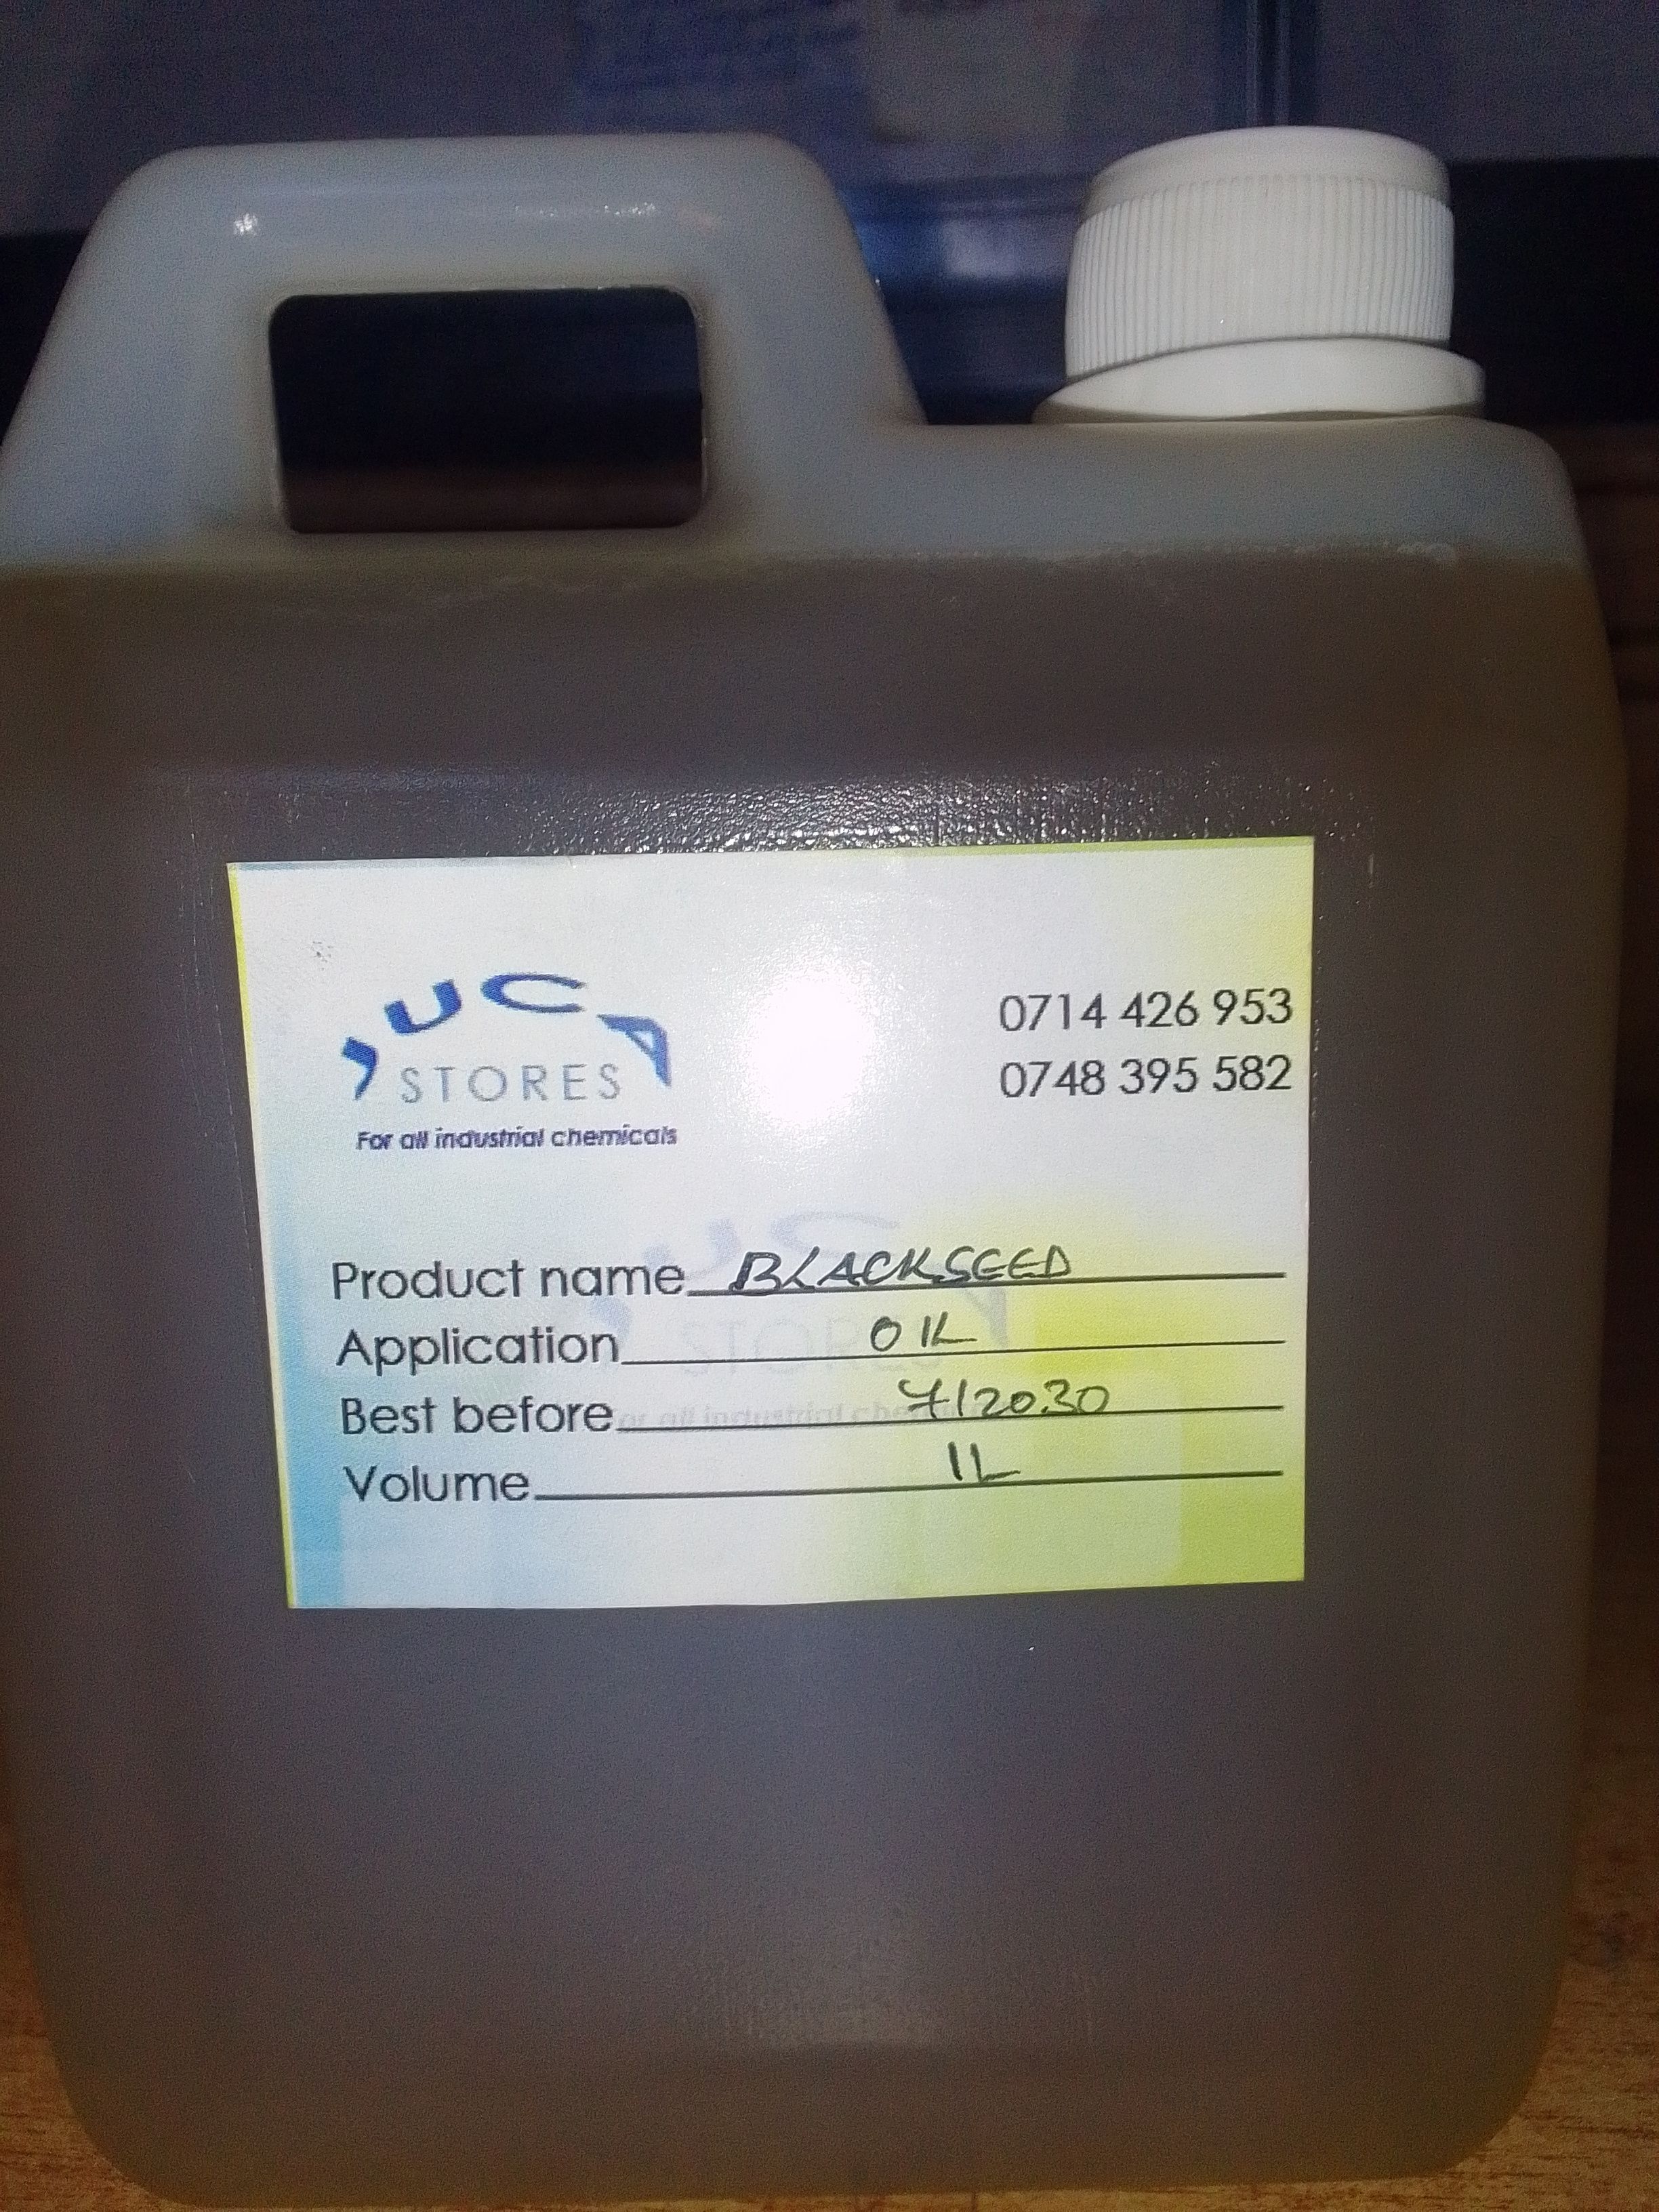 YUCA
STORES
For all industrial chemicals
0714 426 953
0748 395 582
Product name BLACKSEED
Application OIL
Best before 7/2030
Volume 1L